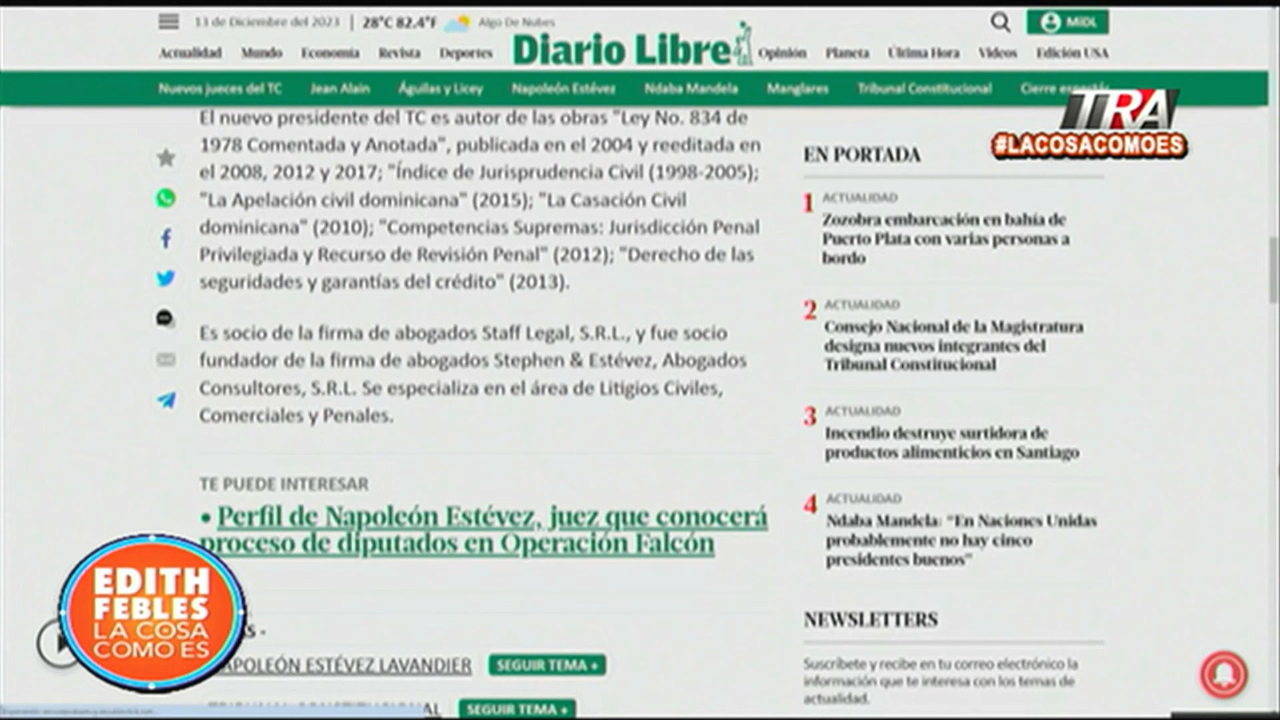 13 de Diciembre del 2023 | 28°C 82.4°F Algo De Nubes
MiDL
Actualidad Mundo Economía Revista Deportes Diario Libre Opinión Planeta Última Hora Videos Edición USA
Nuevos jueces del TC Jean Alain Águilas y Licey Napoleón Estévez Ndaba Mandela Manglares Tribunal Constitucional Cierre
TRA
#LACOSACOMOES
El nuevo presidente del TC es autor de las obras "Ley No. 834 de
1978 Comentada y Anotada", publicada en el 2004 y reeditada en
el 2008, 2012 y 2017; "Índice de Jurisprudencia Civil (1998-2005);
"La Apelación civil dominicana" (2015); "La Casación Civil
dominicana" (2010); "Competencias Supremas: Jurisdicción Penal
Privilegiada y Recurso de Revisión Penal" (2012); "Derecho de las
seguridades y garantías del crédito" (2013).
Es socio de la firma de abogados Staff Legal, S.R.L., y fue socio
fundador de la firma de abogados Stephen & Estévez, Abogados
Consultores, S.R.L. Se especializa en el área de Litigios Civiles,
Comerciales y Penales.
TE PUEDE INTERESAR
• Perfil de Napoleón Estévez, juez que conocerá
proceso de diputados en Operación Falcón
APOLEÓN ESTÉVEZ LAVANDIER SEGUIR TEMA +
SEGUIR TEMA +
EN PORTADA
1 ACTUALIDAD
Zozobra embarcación en bahía de
Puerto Plata con varias personas a
bordo
2 ACTUALIDAD
Consejo Nacional de la Magistratura
designa nuevos integrantes del
Tribunal Constitucional
3 ACTUALIDAD
Incendio destruye surtidora de
productos alimenticios en Santiago
4 ACTUALIDAD
Ndaba Mandela: "En Naciones Unidas
probablemente no hay cinco
presidentes buenos"
NEWSLETTERS
Suscríbete y recibe en tu correo electrónico la
información que te interesa con los temas de
actualidad.
EDITH
FEBLES
LA COSA
COMO ES